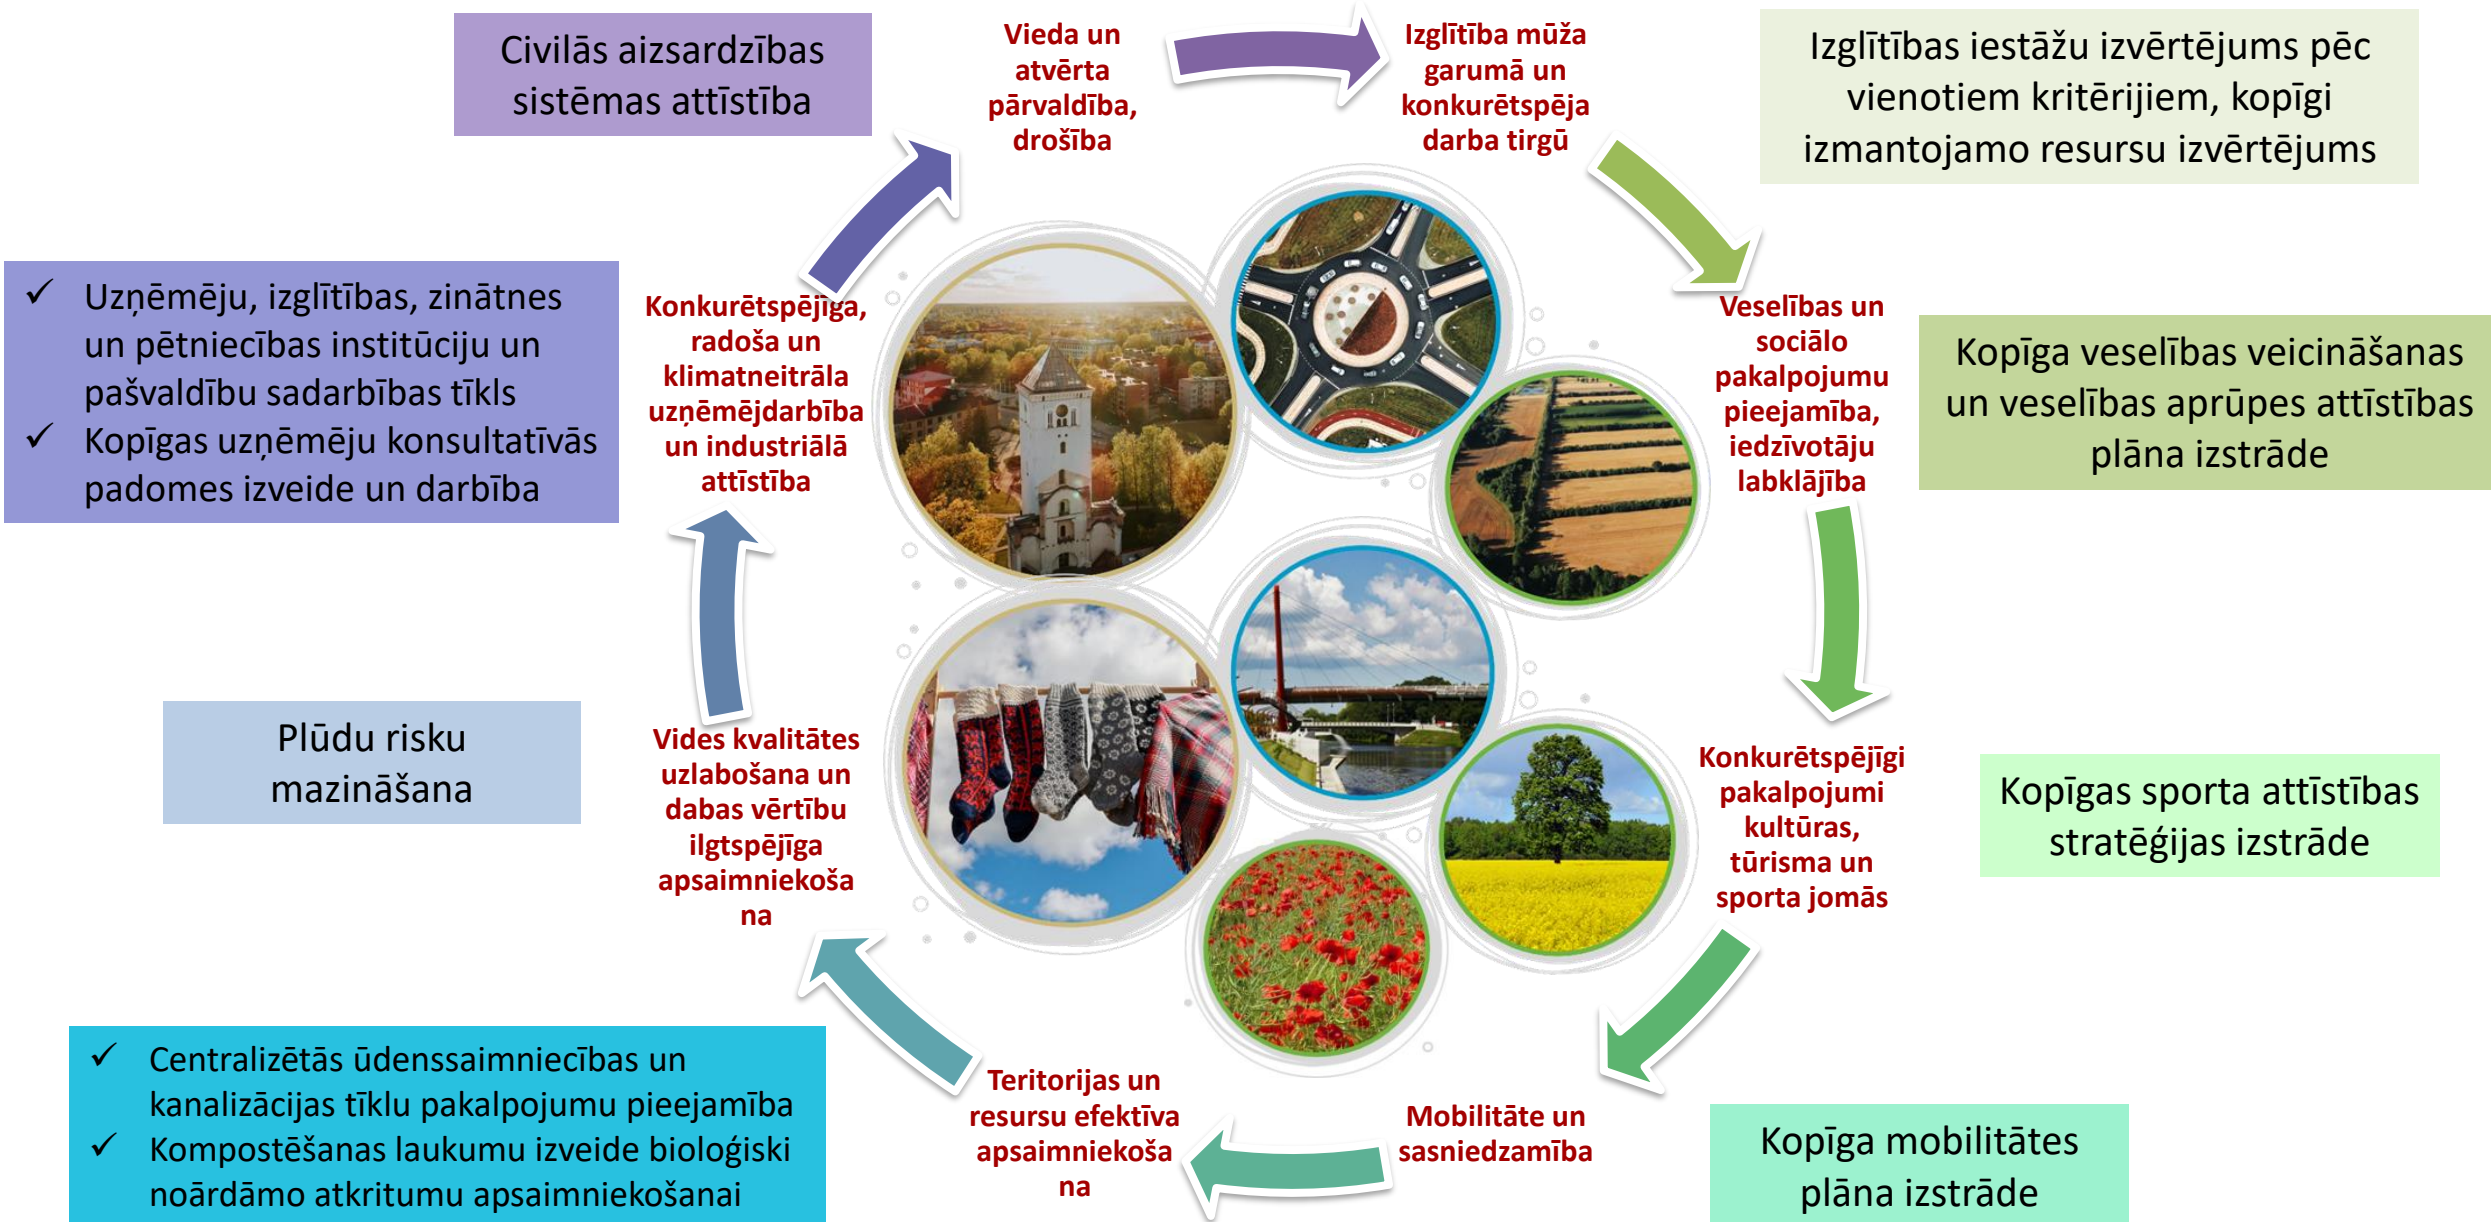 Civilās aizsardzības
sistēmas attīstība
Vieda un
atvērta
pārvaldība,
drošība
Izglītība mūža
garumā un
konkurētspēja
darba tirgū
Izglītības iestāžu izvērtējums pēc
vienotiem kritērijiem, kopīgi
izmantojamo resursu izvērtējums
✓ Uzņēmēju, izglītības, zinātnes
un pētniecības institūciju un
pašvaldību sadarbības tīkls
✓ Kopīgas uzņēmēju konsultatīvās
padomes izveide un darbība
Konkurētspējīga,
radoša un
klimatneitrāla
uzņēmējdarbība
un industriālā
attīstība
Veselības un
sociālo
pakalpojumu
pieejamība,
iedzīvotāju
labklājība
Kopīga veselības veicināšanas
un veselības aprūpes attīstības
plāna izstrāde
Plūdu risku
mazināšana
Vides kvalitātes
uzlabošana un
dabas vērtību
ilgtspējīga
apsaimniekoša
na
Konkurētspējīgi
pakalpojumi
kultūras,
tūrisma un
sporta jomās
Kopīgas sporta attīstības
stratēģijas izstrāde
✓ Centralizētās ūdenssaimniecības un
kanalizācijas tīklu pakalpojumu pieejamība
✓ Kompostēšanas laukumu izveide bioloģiski
noārdāmo atkritumu apsaimniekošanai
Teritorijas un
resursu efektīva
apsaimniekoša
na
Mobilitāte un
sasniedzamība
Kopīga mobilitātes
plāna izstrāde